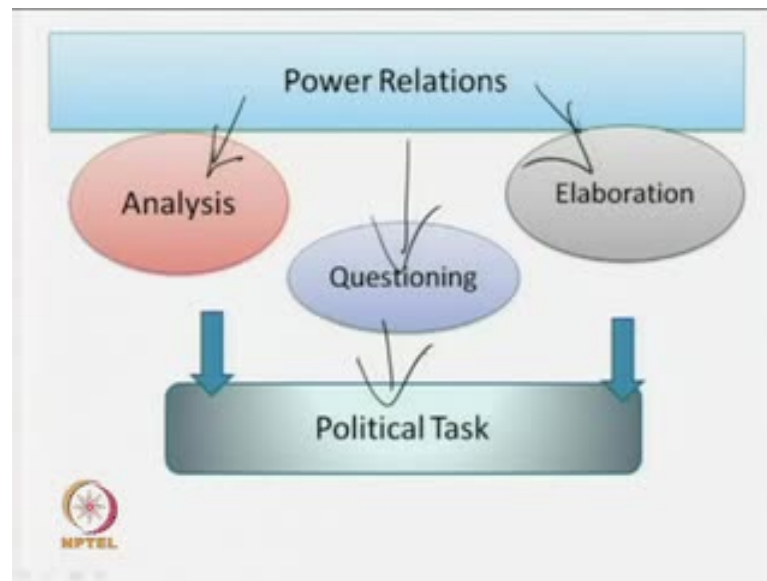 Power Relations
Analysis
Elaboration
Questioning
Political Task
NPTEL